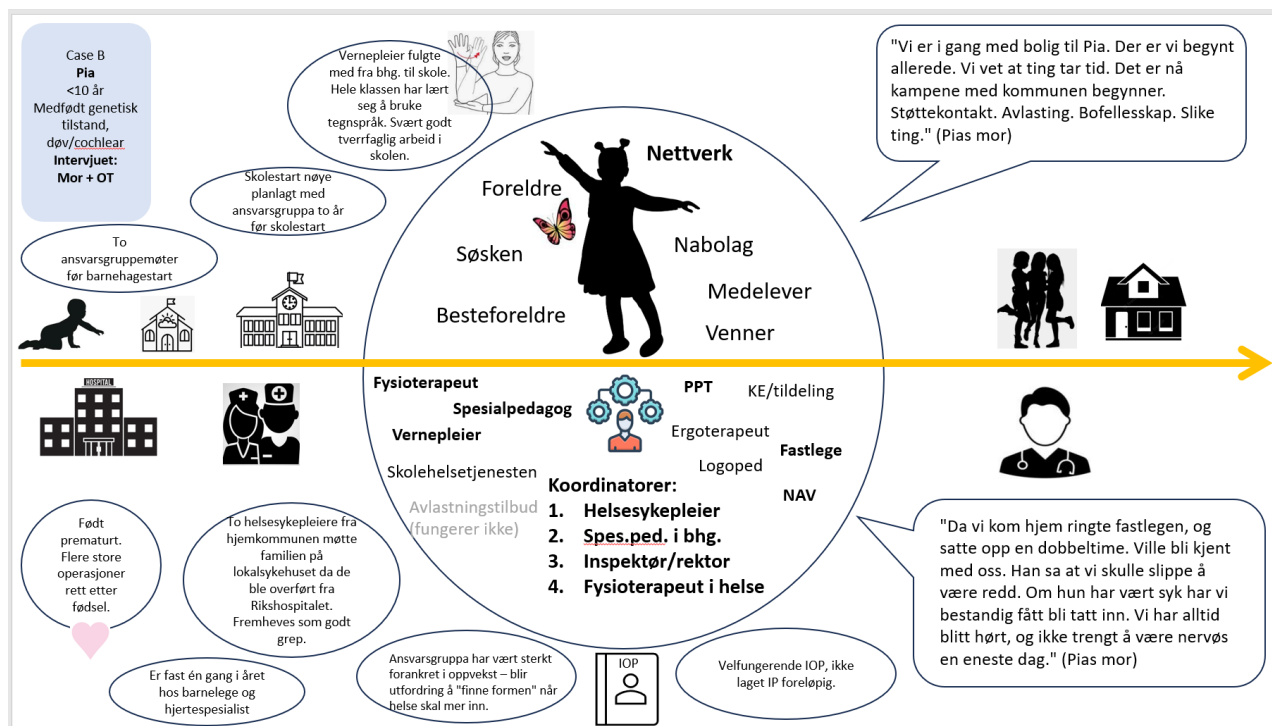 Case B
Pia
<10 år
Medfødt genetisk
tilstand,
døv/cochlear
Intervjuet:
Mor + OT
To
ansvarsgruppemøter
før barnehagestart
Skolestart nøye
planlagt med
ansvarsgruppa to år
før skolestart
Vernepleier fulgte
med fra bhg. til skole.
Hele klassen har lært
seg å bruke
tegnspråk. Svært godt
tverrfaglig arbeid i
skolen.
Nettverk
Foreldre
Søsken
Besteforeldre
Nabolag
Medelever
Venner
"Vi er i gang med bolig til Pia. Der er vi begynt
allerede. Vi vet at ting tar tid. Det er nå
kampene med kommunen begynner.
Støttekontakt. Avlasting. Bofellesskap. Slike
ting." (Pias mor)
HOSPITAL
Fysioterapeut
Spesialpedagog
Vernepleier
Skolehelsetjenesten
Avlastningstilbud
(fungerer ikke)
PPT
KE/tildeling
Ergoterapeut
Fastlege
Logoped
NAV
Koordinatorer:
1. Helsesykepleier
2. Spes.ped. i bhg.
3. Inspektør/rektor
4. Fysioterapeut i helse
Født
prematurt.
Flere store
operasjoner
rett etter
fødsel.
To helsesykepleiere fra
hjemkommunen møtte
familien på
lokalsykehuset da de
ble overført fra
Rikshospitalet.
Fremheves som godt
grep.
Er fast én gang i året
hos barnelege og
hjertespesialist
Ansvarsgruppa har vært sterkt
forankret i oppvekst – blir
utfordring å "finne formen" når
helse skal mer inn.
IOP
Velfungerende IOP, ikke
laget IP foreløpig.
"Da vi kom hjem ringte fastlegen, og
satte opp en dobbeltime. Ville bli kjent
med oss. Han sa at vi skulle slippe å
være redd. Om hun har vært syk har vi
bestandig fått bli tatt inn. Vi har alltid
blitt hørt, og ikke trengt å være nervøs
en eneste dag." (Pias mor)